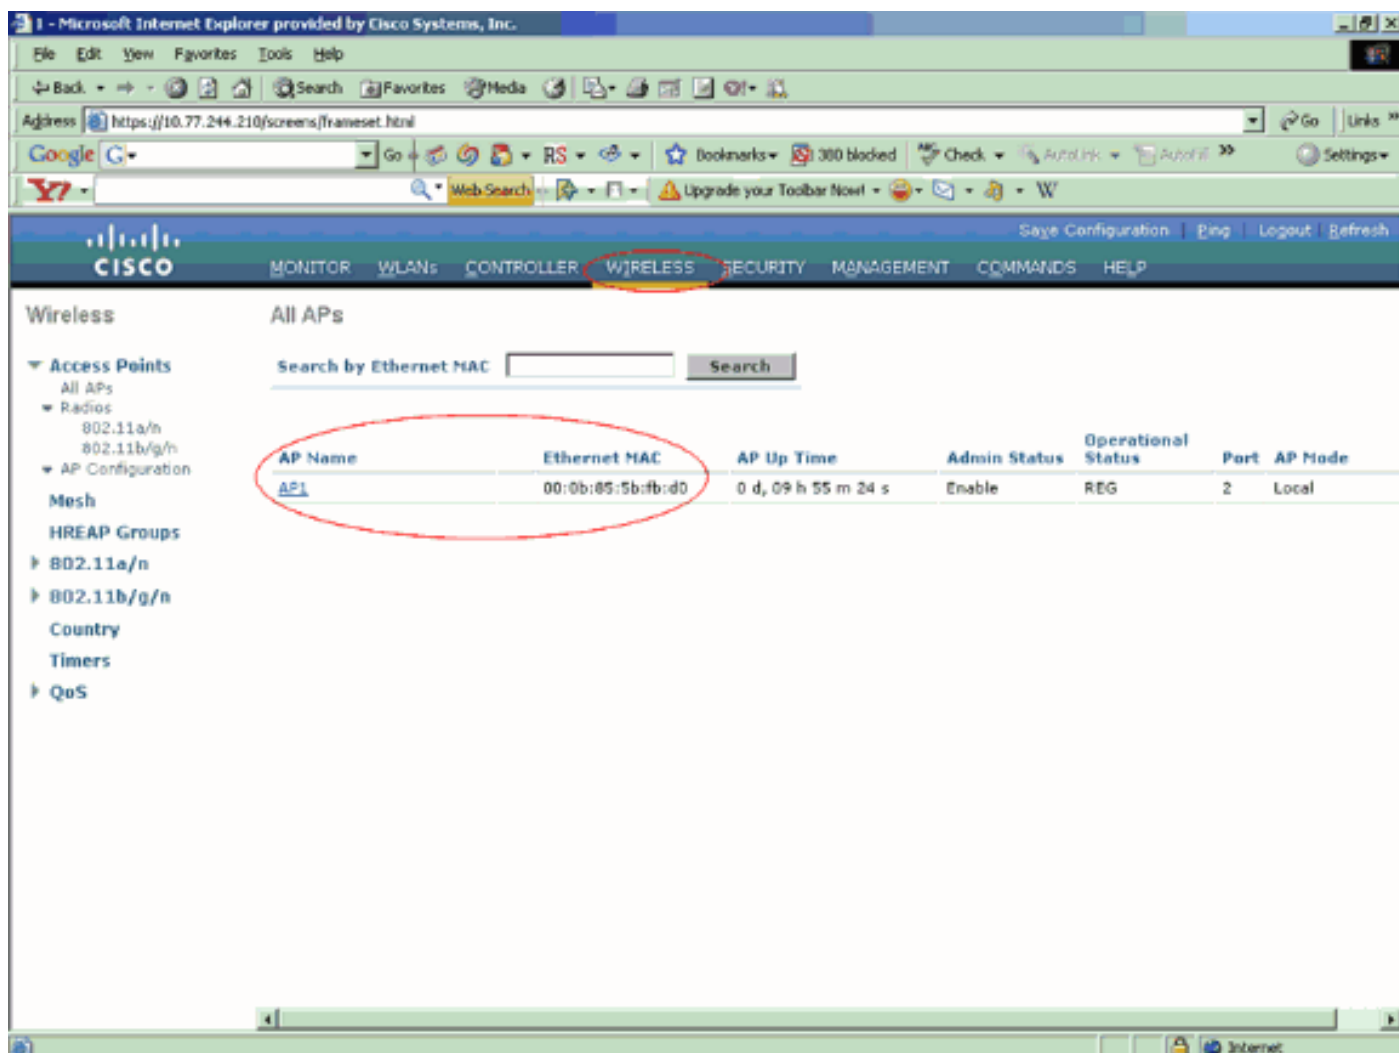 1 - Microsoft Internet Explorer provided by Cisco Systems, Inc.
File Edit View Favorites Tools Help
Back Search Favorites Media
Address https://10.77.244.210/screens/frameset.html Go Links »
Google G Go RS Bookmarks 380 blocked Check AutoLink AutoFill » Settings
Y! Web Search Upgrade your Toolbar Now! W
Save Configuration | Ping | Logout | Refresh
CISCO MONITOR WLANs CONTROLLER WIRELESS SECURITY MANAGEMENT COMMANDS HELP
Wireless
Access Points
All APs
Radios
802.11a/n
802.11b/g/n
AP Configuration
Mesh
HREAP Groups
802.11a/n
802.11b/g/n
Country
Timers
QoS
All APs
Search by Ethernet MAC Search
AP Name Ethernet MAC AP Up Time Admin Status Operational Status Port AP Mode
AP1 00:0b:85:5b:fb:d0 0 d, 09 h 55 m 24 s Enable REG 2 Local
Internet